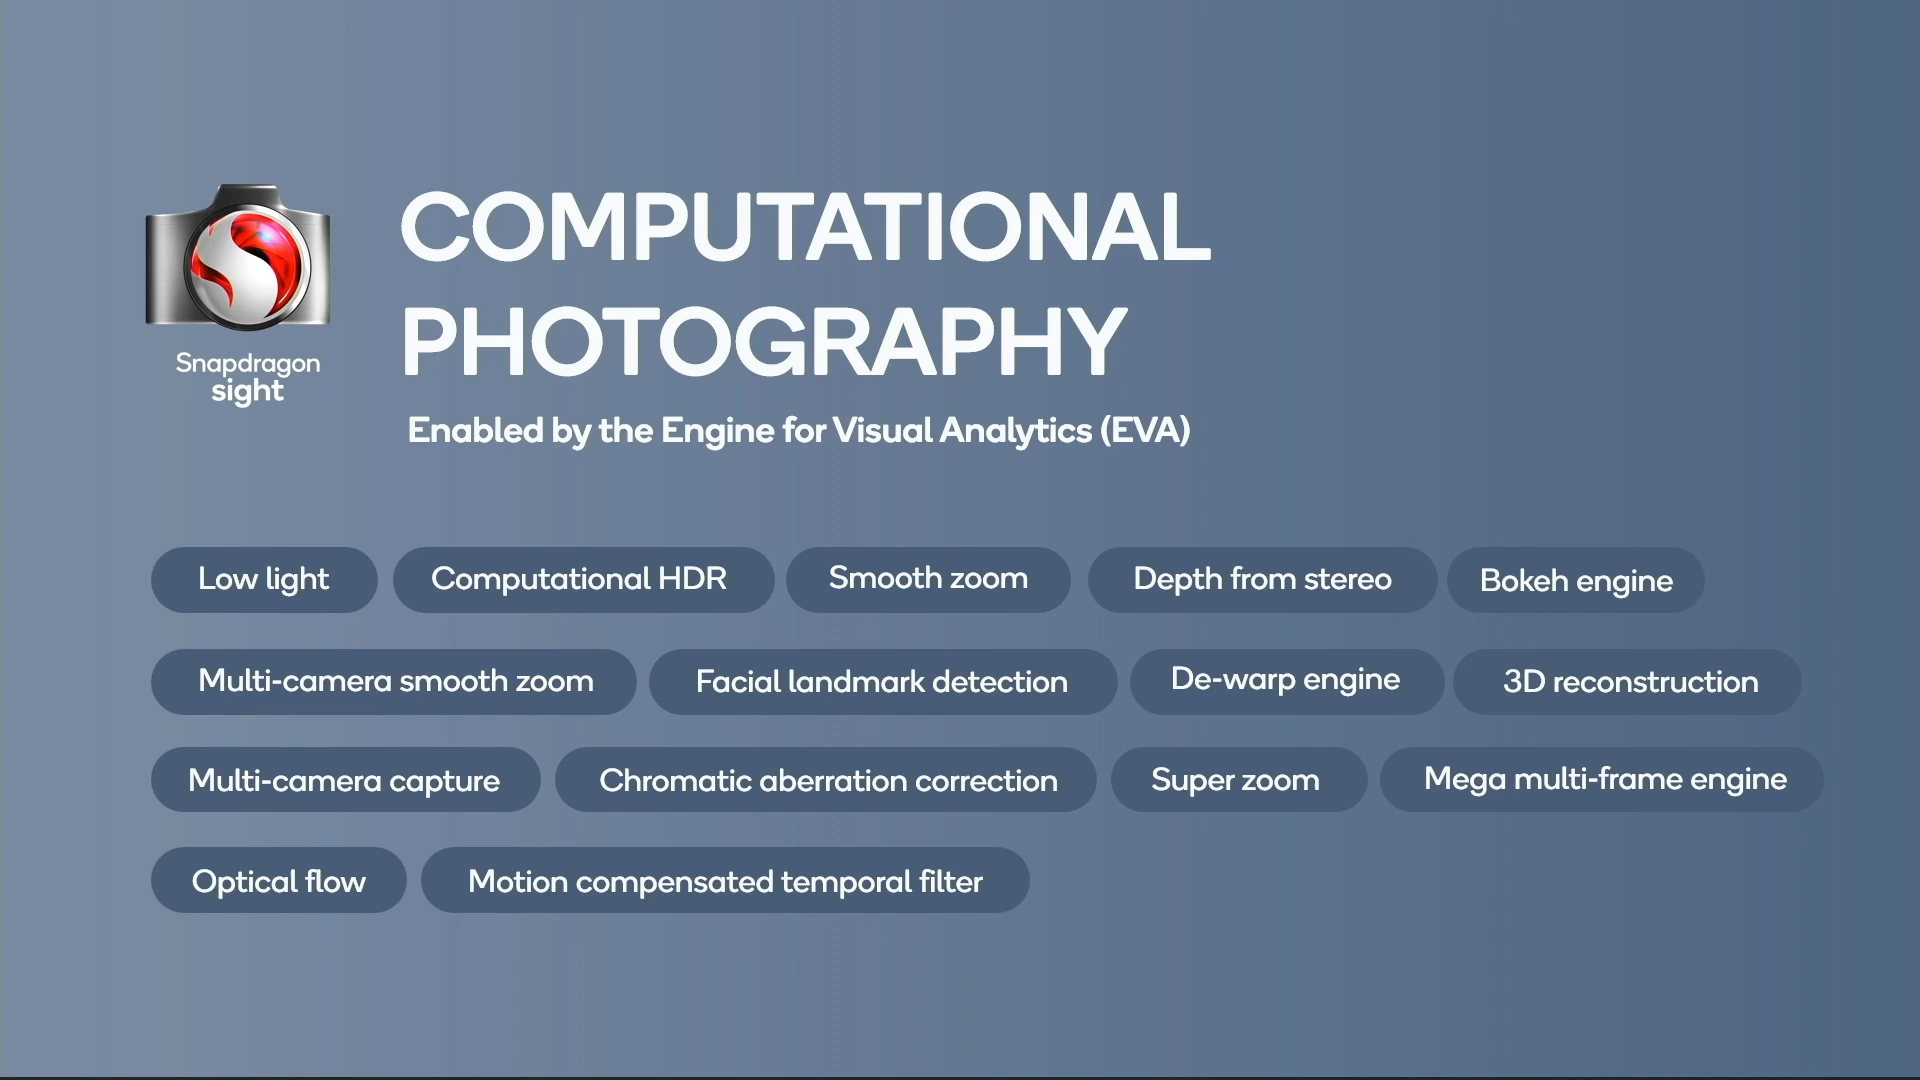 COMPUTATIONAL
PHOTOGRAPHY
Snapdragon
sight
Enabled by the Engine for Visual Analytics (EVA)
Low light
Computational HDR
Smooth zoom
Depth from stereo
Bokeh engine
Multi-camera smooth zoom
Facial landmark detection
De-warp engine
3D reconstruction
Multi-camera capture
Chromatic aberration correction
Super zoom
Mega multi-frame engine
Optical flow
Motion compensated temporal filter